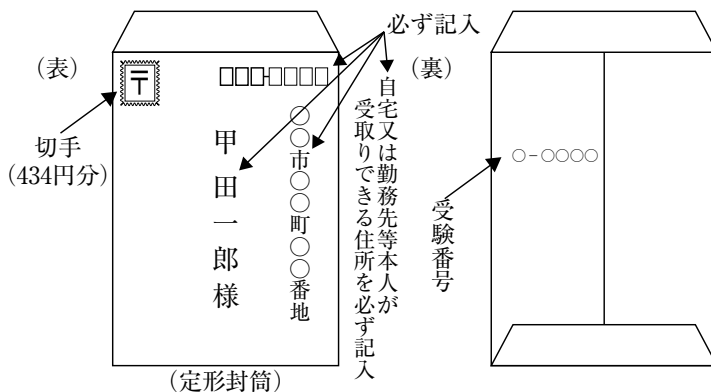 必ず記入
(表)
〒
切手
(434円分)
○○市○○町○○番地
甲田一郎様
自宅又は勤務先等本人が
受取りできる住所を必ず記入
(定形封筒)
(裏)
○-○○○○
受験番号